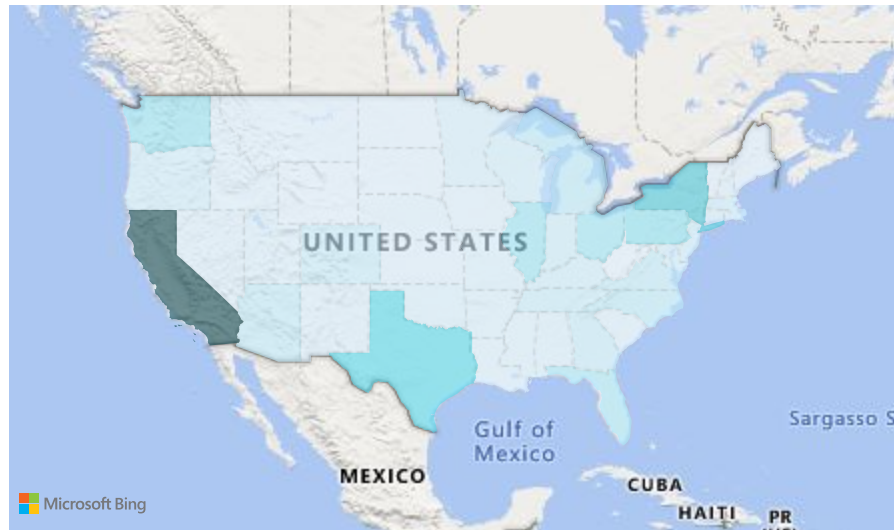 UNITED STATES
Gulf of
Mexico
Sargasso S
MEXICO
CUBA
HAITI
PR
Microsoft Bing